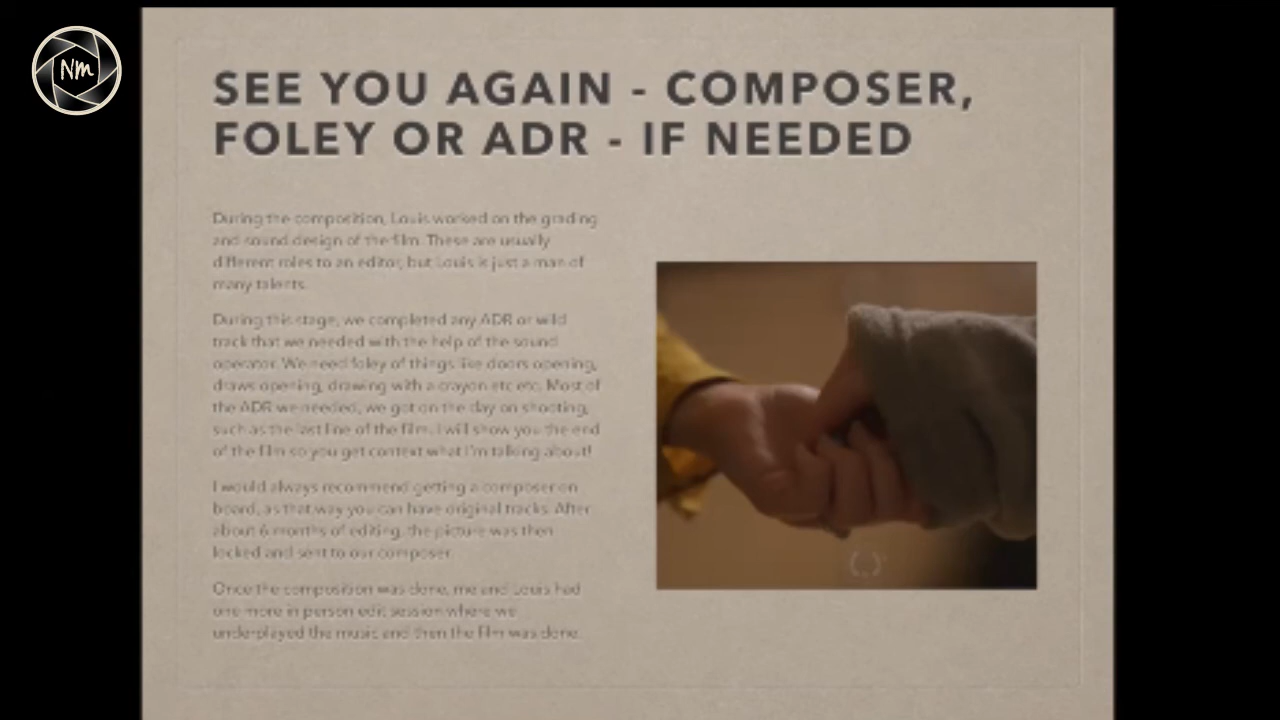 Nm
SEE YOU AGAIN - COMPOSER,
FOLEY OR ADR - IF NEEDED
During the composition, Louis worked on the grading
and sound design of the film. These are usually
different roles to an editor, but Louis is just a man of
many talents.
During this stage, we completed any ADR or wild
track that we needed with the help of the sound
operator. We need foley of things like doors opening,
draws opening, drawing with a crayon etc etc. Most of
the ADR we needed, we got on the day on shooting,
such as the last line of the film. I will show you the end
of the film so you get context what I'm talking about!
I would always recommend getting a composer on
board, as that way you can have original tracks. After
about 6 months of editing, the picture was then
locked and sent to our composer.
Once the composition was done, me and Louis had
one more in person edit session where we
underplayed the music and then the film was done.